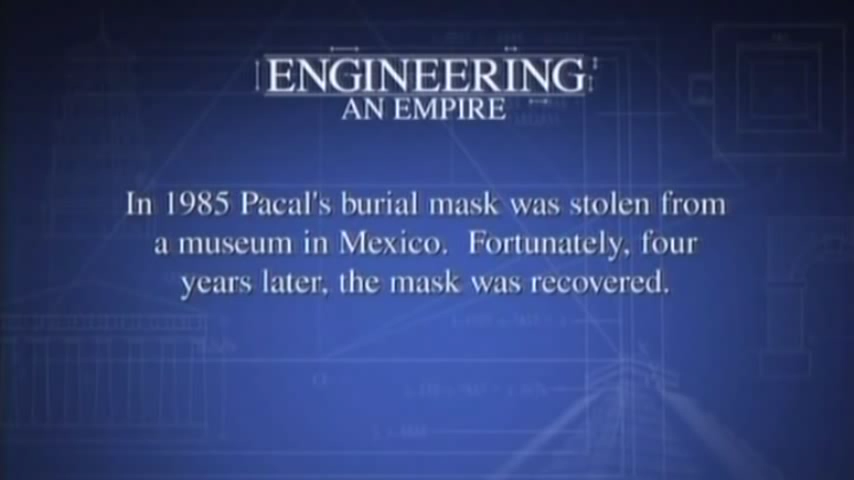 ENGINEERING
AN EMPIRE
In 1985 Pacal's burial mask was stolen from
a museum in Mexico.  Fortunately, four
years later, the mask was recovered.